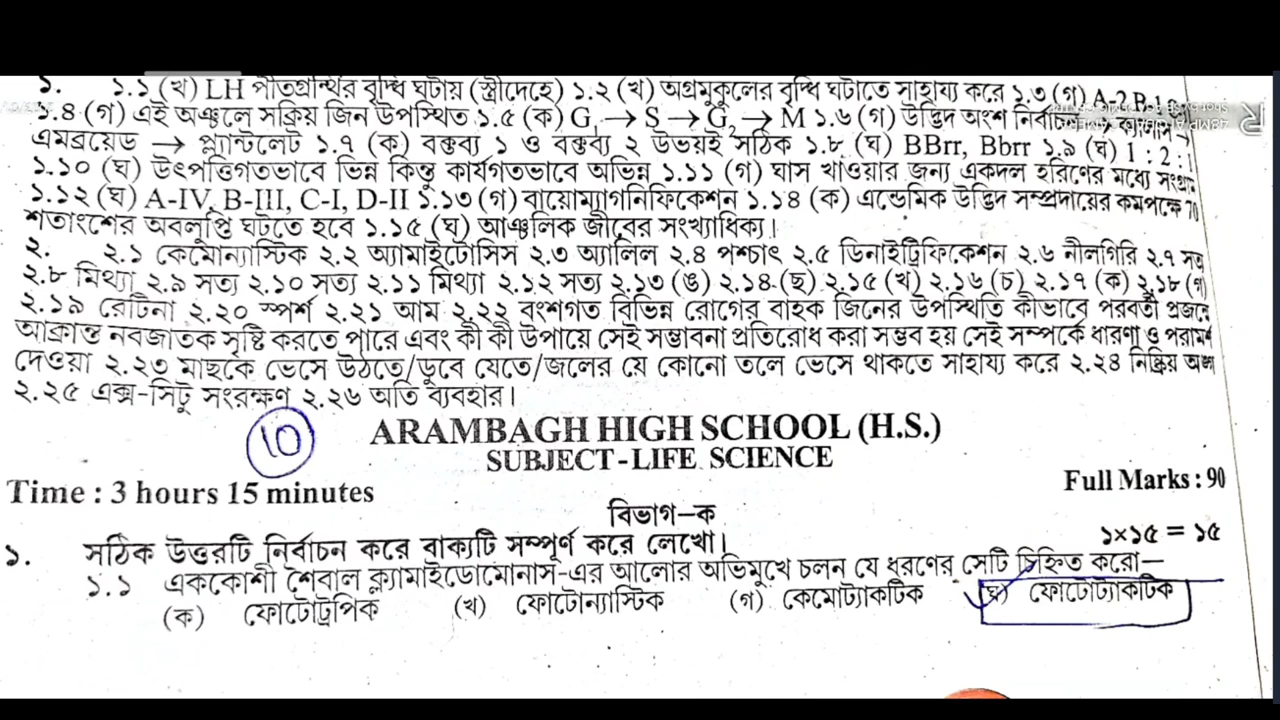 ১. ১.১ (খ) LH পীতগ্রন্থির বৃদ্ধি ঘটায় (স্ত্রীদেহে) ১.২ (খ) অগ্রমুকুলের বৃদ্ধি ঘটাতে সাহায্য করে ১.৩ (গ) A-2
১.৪ (গ) এই অঞ্চলে সক্রিয় জিন উপস্থিত ১.৫ (ক) G₁ → S → G₂ → M ১.৬ (গ) উদ্ভিদ অংশ নির্বাচন
এমব্রয়েড → প্ল্যান্টলেট ১.৭ (ক) বক্তব্য ১ ও বক্তব্য ২ উভয়ই সঠিক ১.৮ (ঘ) BBrr, Bbrr ১.৯ (ঘ) 1 : 2 : 1
১.১০ (ঘ) উৎপত্তিগতভাবে ভিন্ন কিন্তু কার্যগতভাবে অভিন্ন ১.১১ (গ) ঘাস খাওয়ার জন্য একদল হরিণের মধ্যে সংগ্রাম
১.১২ (ঘ) A-IV, B-III, C-I, D-II ১.১৩ (গ) বায়োম্যাগনিফিকেশন ১.১৪ (ক) এন্ডেমিক উদ্ভিদ সম্প্রদায়ের কমপক্ষে 70
শতাংশের অবলুপ্তি ঘটতে হবে ১.১৫ (ঘ) আঞ্চলিক জীবের সংখ্যাধিক্য।
২. ২.১ কেমোন্যাস্টিক ২.২ অ্যামাইটোসিস ২.৩ অ্যালিল ২.৪ পশ্চাৎ ২.৫ ডিনাইট্রিফিকেশন ২.৬ নীলগিরি ২.৭ সত্য
২.৮ মিথ্যা ২.৯ সত্য ২.১০ সত্য ২.১১ মিথ্যা ২.১২ সত্য ২.১৩ (ঙ) ২.১৪ (ছ) ২.১৫ (খ) ২.১৬ (চ) ২.১৭ (ক) ২.১৮ (গ)
২.১৯ রেটিনা ২.২০ স্পর্শ ২.২১ আম ২.২২ বংশগত বিভিন্ন রোগের বাহক জিনের উপস্থিতি কীভাবে পরবর্তী প্রজন্মে
আক্রান্ত নবজাতক সৃষ্টি করতে পারে এবং কী কী উপায়ে সেই সম্ভাবনা প্রতিরোধ করা সম্ভব হয় সেই সম্পর্কে ধারণা ও পরামর্শ
দেওয়া ২.২৩ মাছকে ভেসে উঠতে/ডুবে যেতে/জলের যে কোনো তলে ভেসে থাকতে সাহায্য করে ২.২৪ নিষ্ক্রিয় অঙ্গ
২.২৫ এক্স-সিটু সংরক্ষণ ২.২৬ অতি ব্যবহার।
10
ARAMBAGH HIGH SCHOOL (H.S.)
SUBJECT-LIFE SCIENCE
Time : 3 hours 15 minutes Full Marks : 90
বিভাগ-ক
১. সঠিক উত্তরটি নির্বাচন করে বাক্যটি সম্পূর্ণ করে লেখো। ১×১৫ = ১৫
১.১ এককোশী শৈবাল ক্ল্যামাইডোমোনাস-এর আলোর অভিমুখে চলন যে ধরণের সেটি চিহ্নিত করো—
(ক) ফোটোট্রপিক (খ) ফোটোন্যাস্টিক (গ) কেমোট্যাকটিক (ঘ) ফোটোট্যাকটিক